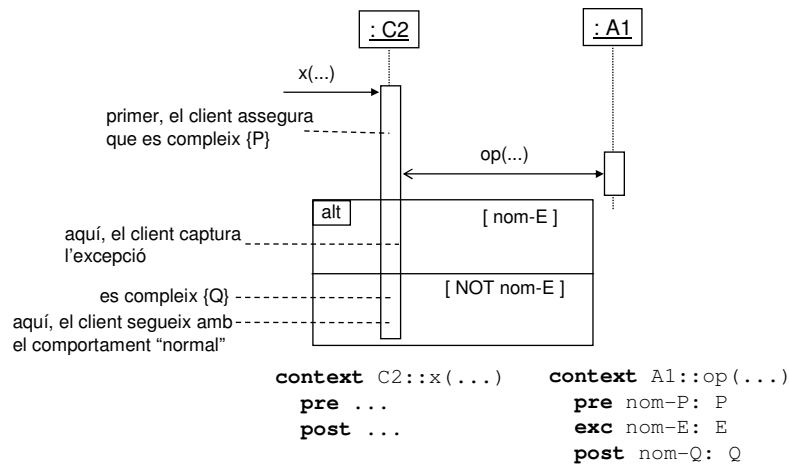 : C2
: A1
x(...)
primer, el client assegura
que es compleix {P}
op(...)
alt
[ nom-E ]
aquí, el client captura
l'excepció
[ NOT nom-E ]
es compleix {Q}
aquí, el client segueix amb
el comportament “normal”
context C2::x(...)
pre ...
post ...
context A1::op(...)
pre nom-P: P
exc nom-E: E
post nom-Q: Q